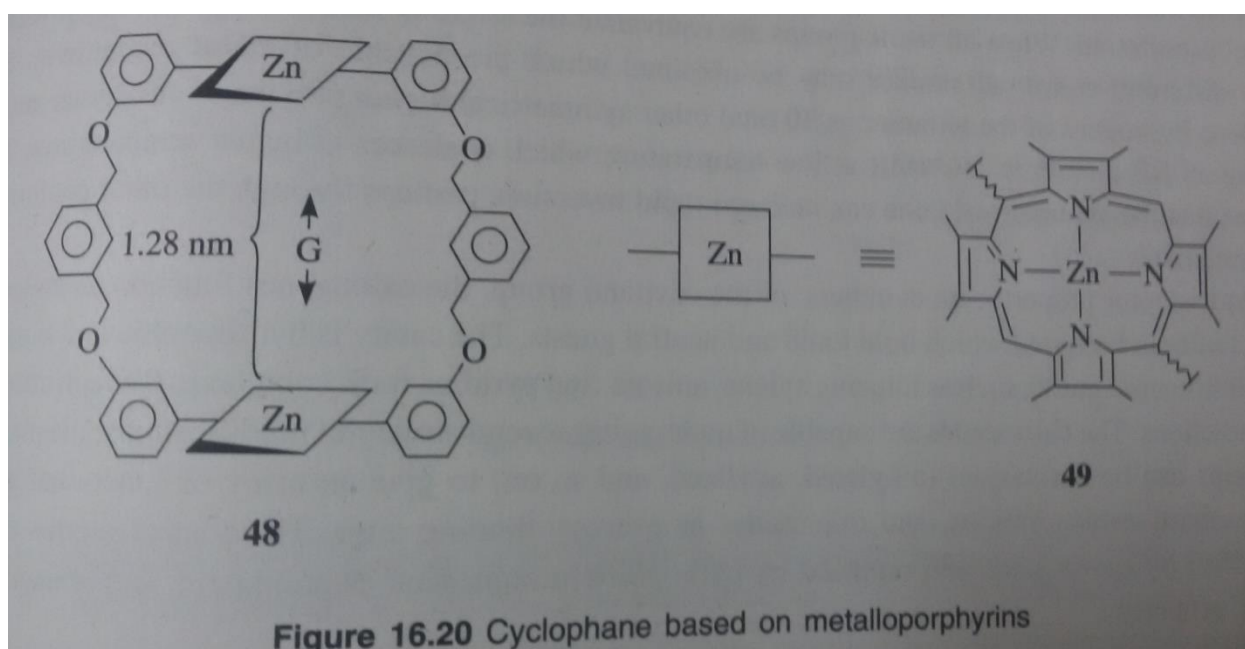 Zn
O
O
1.28 nm
G
O
O
Zn
48
Zn
≡
N
N
Zn
N
N
49
Figure 16.20 Cyclophane based on metalloporphyrins